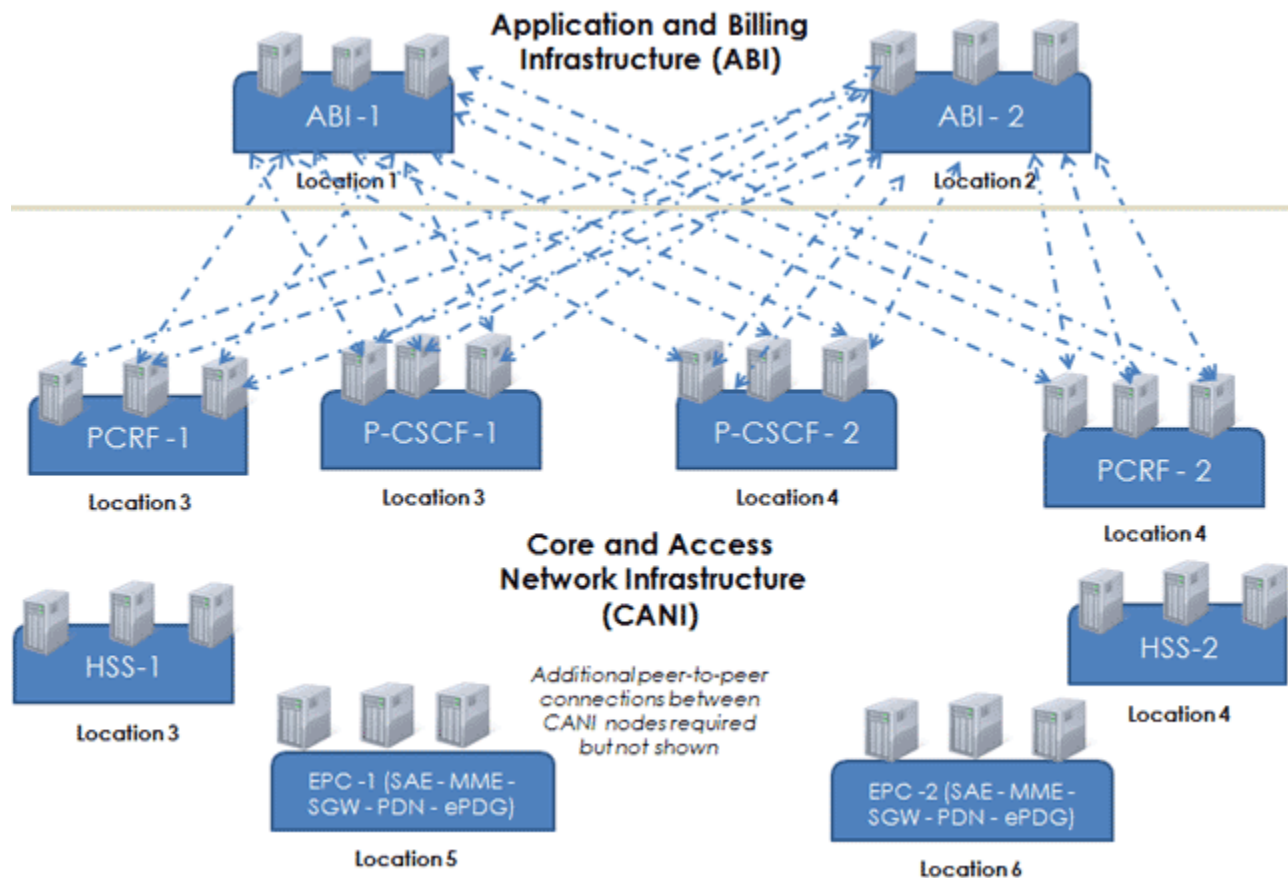 Application and Billing
Infrastructure (ABI)
ABI - 1
ABI - 2
Location 1
Location 2
PCRF - 1
P-CSCF - 1
P-CSCF - 2
PCRF - 2
Location 3
Location 3
Location 4
Location 4
Core and Access
Network Infrastructure
(CANI)
HSS-1
HSS-2
Additional peer-to-peer
connections between
CANI nodes required
but not shown
Location 3
Location 4
EPC -1 (SAE - MME -
SGW - PDN - ePDG)
EPC -2 (SAE - MME -
SGW - PDN - ePDG)
Location 5
Location 6